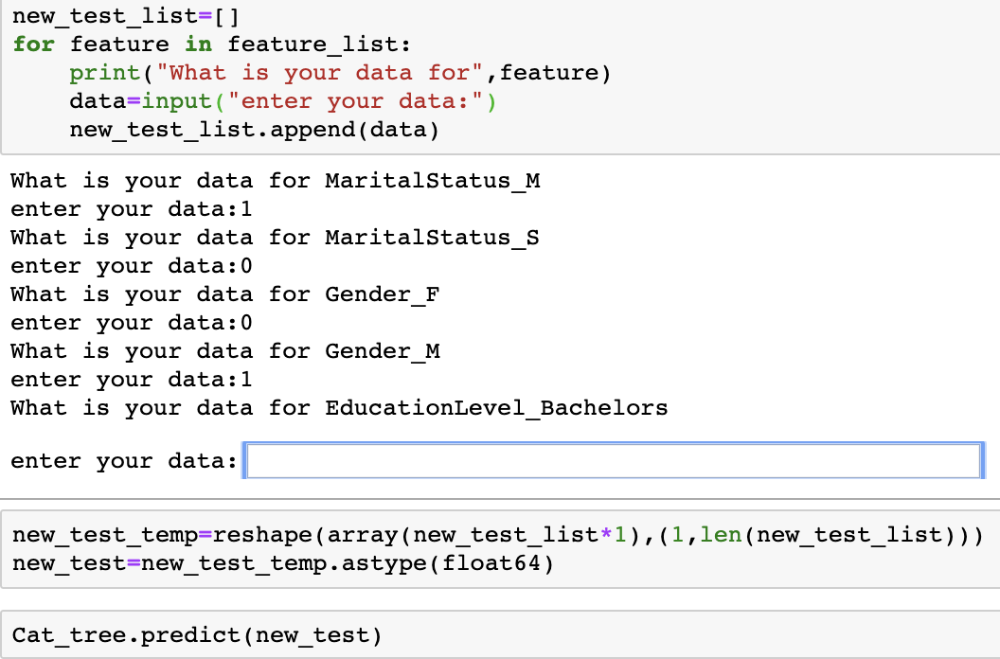 new_test_list=[]
for feature in feature_list:
    print("What is your data for",feature)
    data=input("enter your data:")
    new_test_list.append(data)
What is your data for MaritalStatus_M
enter your data:1
What is your data for MaritalStatus_S
enter your data:0
What is your data for Gender_F
enter your data:0
What is your data for Gender_M
enter your data:1
What is your data for EducationLevel_Bachelors
enter your data:
new_test_temp=reshape(array(new_test_list*1),(1,len(new_test_list)))
new_test=new_test_temp.astype(float64)
Cat_tree.predict(new_test)